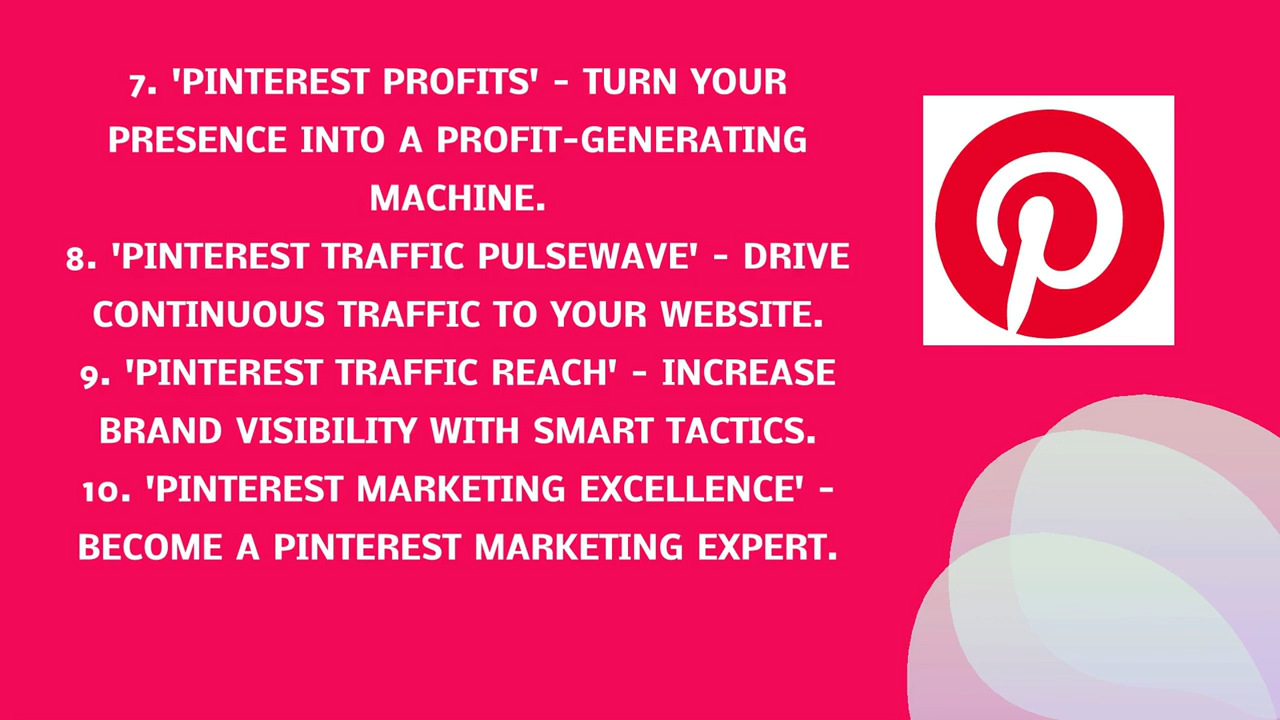 7. 'PINTEREST PROFITS' - TURN YOUR
PRESENCE INTO A PROFIT-GENERATING
MACHINE.
8. 'PINTEREST TRAFFIC PULSEWAVE' - DRIVE
CONTINUOUS TRAFFIC TO YOUR WEBSITE.
9. 'PINTEREST TRAFFIC REACH' - INCREASE
BRAND VISIBILITY WITH SMART TACTICS.
10. 'PINTEREST MARKETING EXCELLENCE' -
BECOME A PINTEREST MARKETING EXPERT.